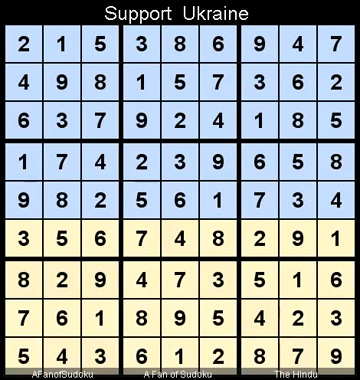 Support Ukraine
2 1 5 3 8 6 9 4 7
4 9 8 1 5 7 3 6 2
6 3 7 9 2 4 1 8 5
1 7 4 2 3 9 6 5 8
9 8 2 5 6 1 7 3 4
3 5 6 7 4 8 2 9 1
8 2 9 4 7 3 5 1 6
7 6 1 8 9 5 4 2 3
5 4 3 6 1 2 8 7 9
AFanofSudoku A Fan of Sudoku The Hindu